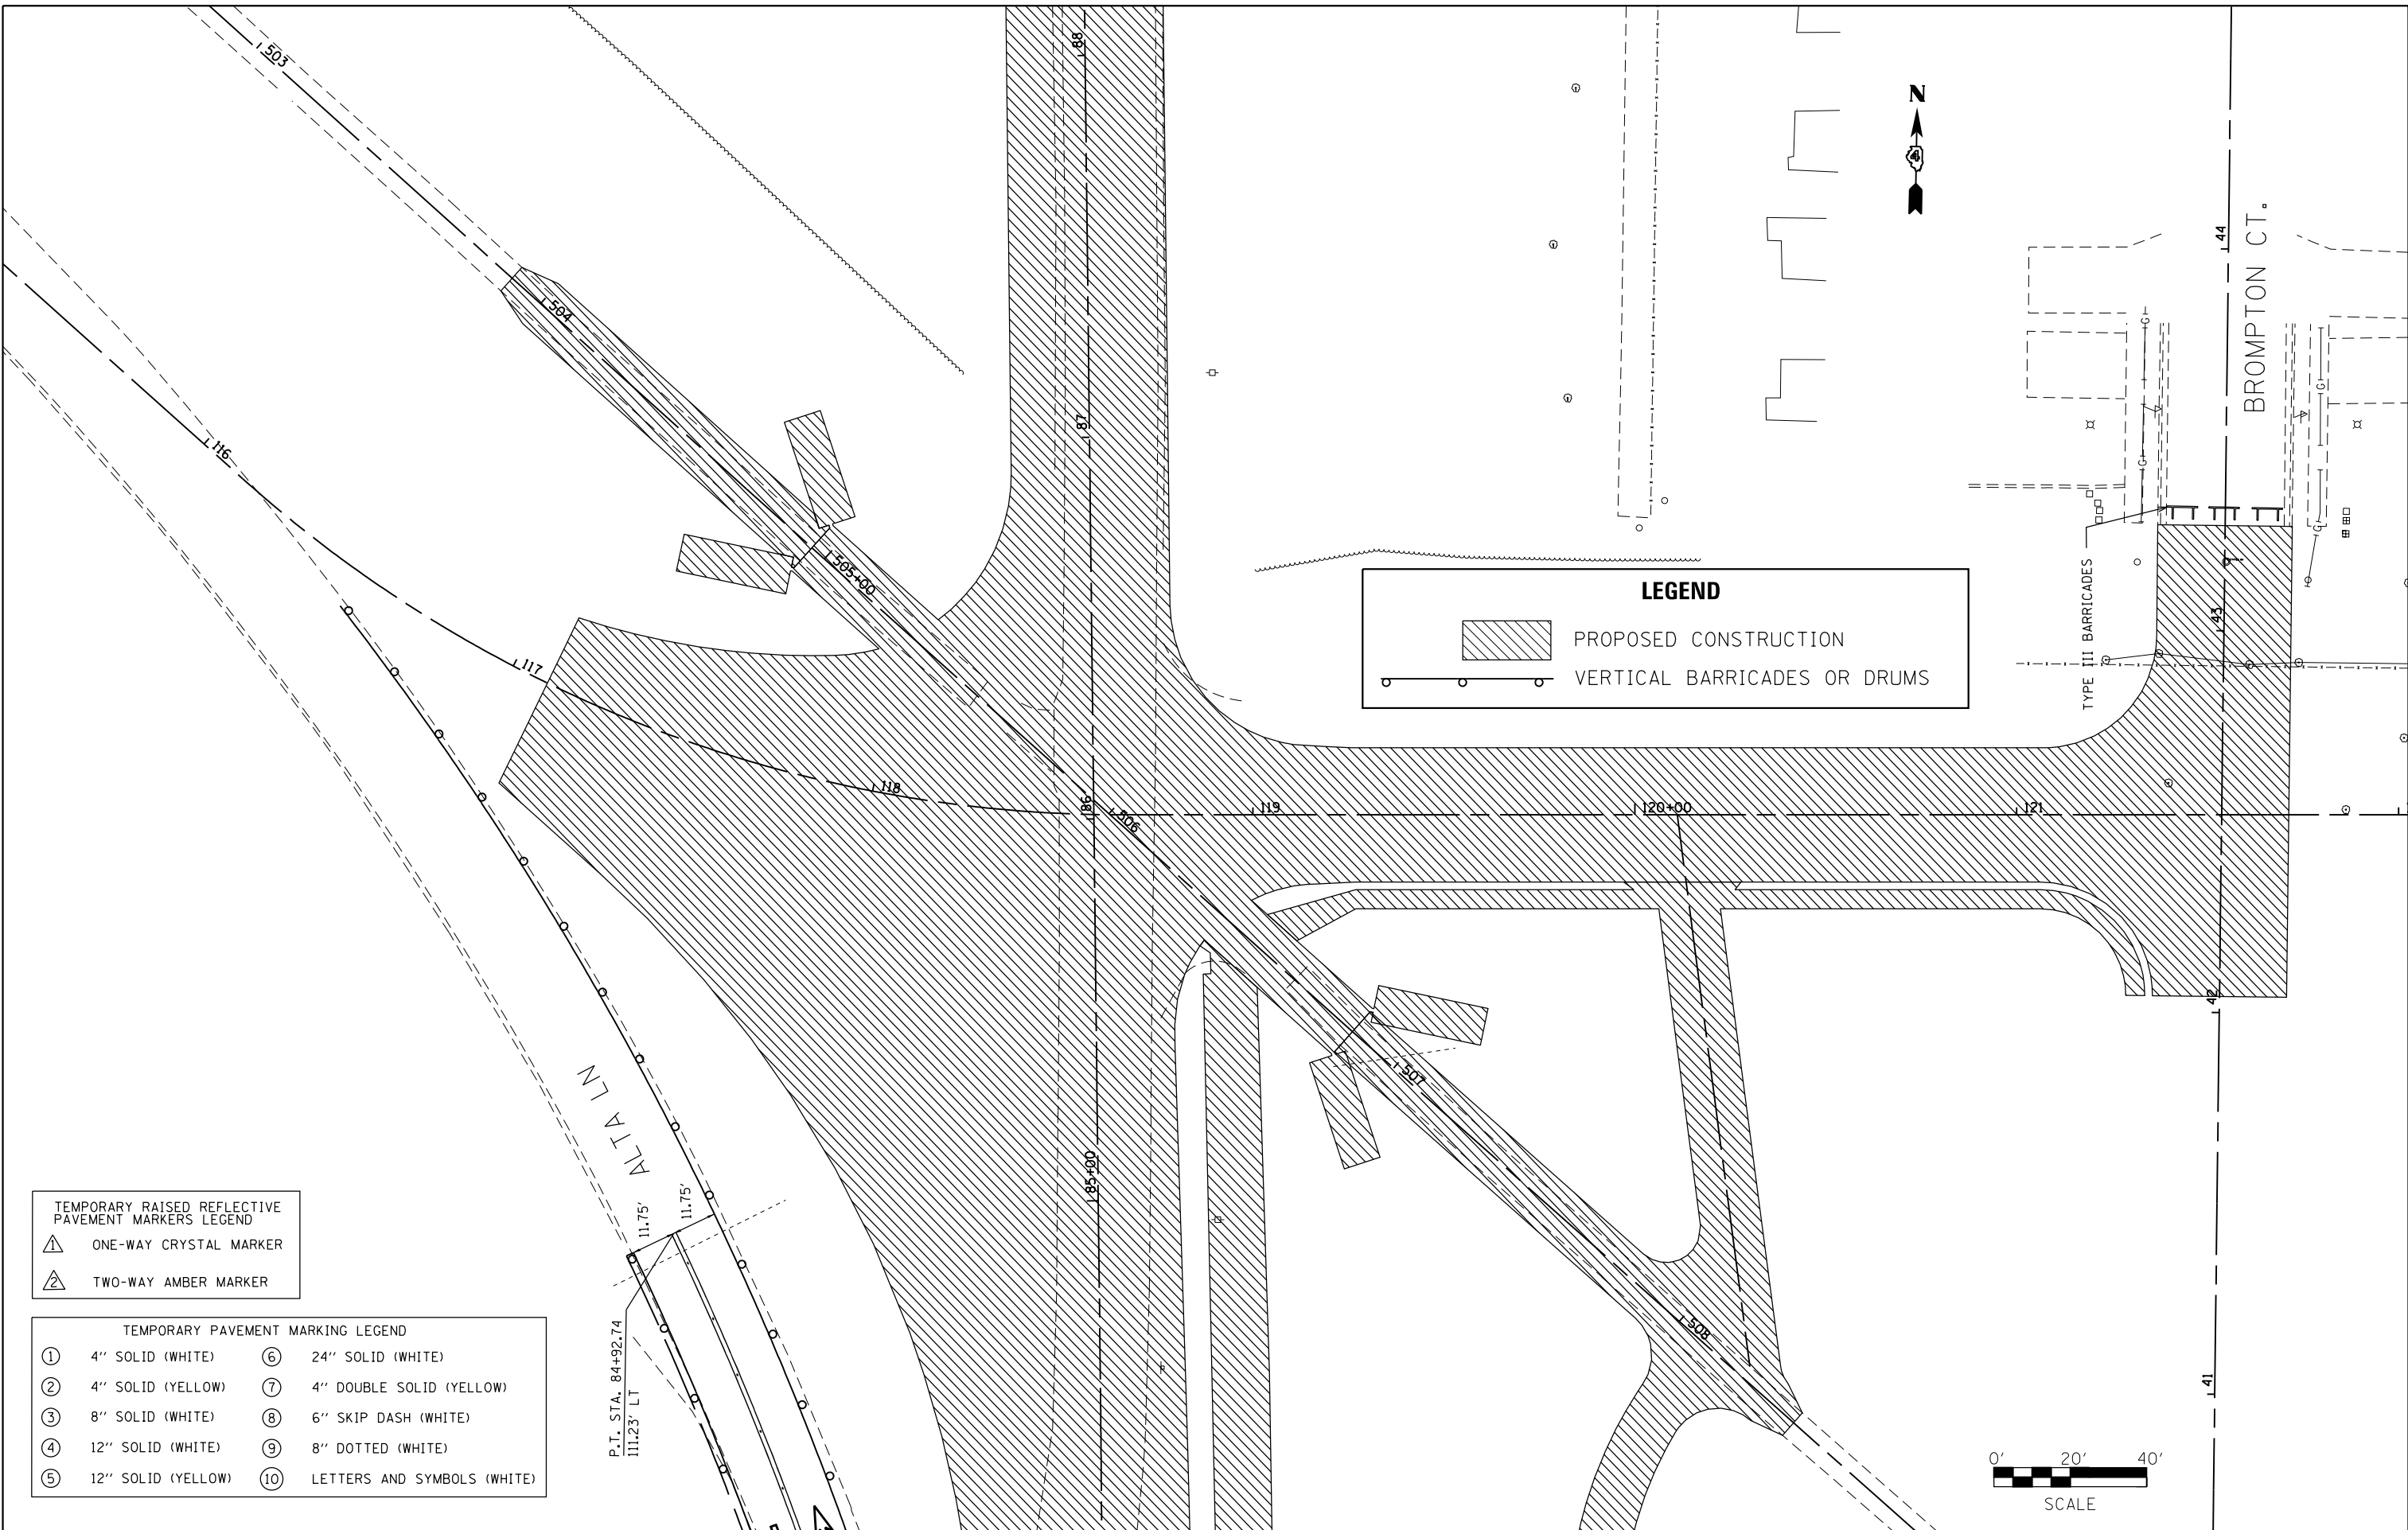 503
88
N
4
44
BROMPTON CT.
504
G
G
87
116
G
G
505+00
TYPE III BARRICADES
43
LEGEND
PROPOSED CONSTRUCTION
VERTICAL BARRICADES OR DRUMS
117
118
86
506
119
120+00
121
42
507
ALTA LN
85+00
11.75'
11.75'
508
41
P.T. STA. 84+92.74
111.23' LT
TEMPORARY RAISED REFLECTIVE
PAVEMENT MARKERS LEGEND
1 ONE-WAY CRYSTAL MARKER
2 TWO-WAY AMBER MARKER
TEMPORARY PAVEMENT MARKING LEGEND
1 4'' SOLID (WHITE) 6 24'' SOLID (WHITE)
2 4'' SOLID (YELLOW) 7 4'' DOUBLE SOLID (YELLOW)
3 8'' SOLID (WHITE) 8 6'' SKIP DASH (WHITE)
4 12'' SOLID (WHITE) 9 8'' DOTTED (WHITE)
5 12'' SOLID (YELLOW) 10 LETTERS AND SYMBOLS (WHITE)
0' 20' 40'
SCALE